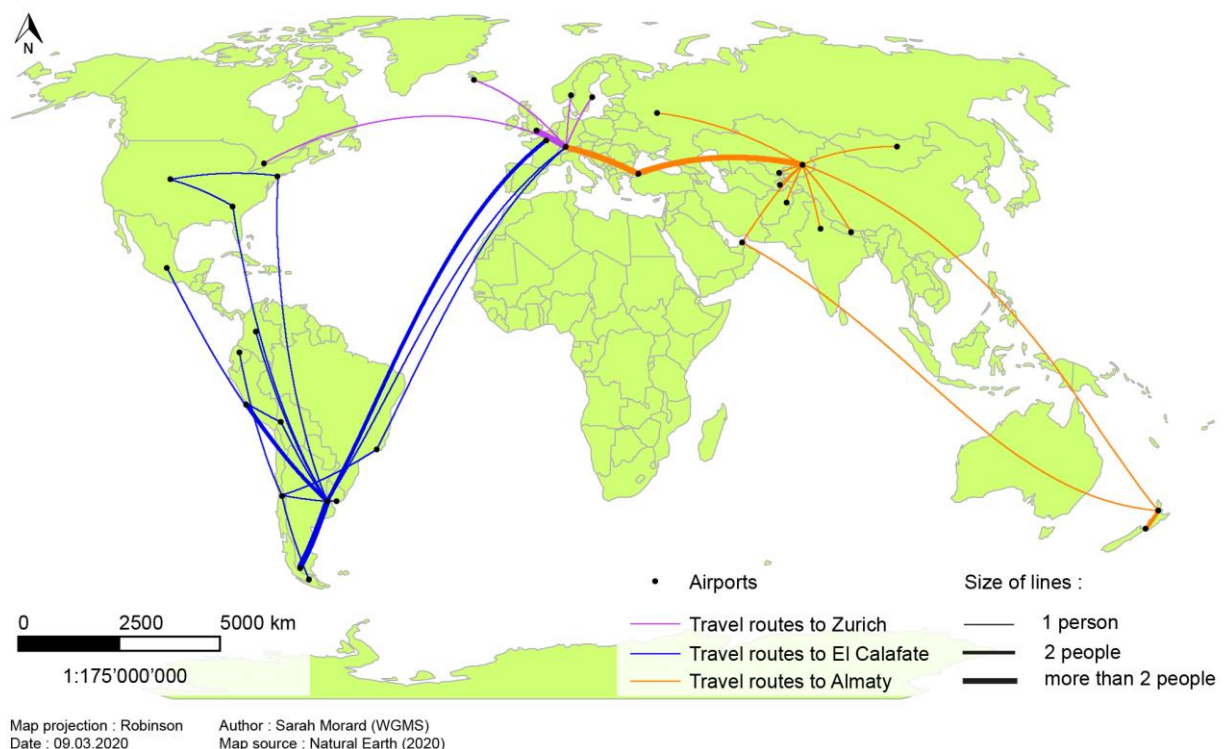 N
Airports
Size of lines :
0 2500 5000 km
1:175’000’000
Travel routes to Zurich
Travel routes to El Calafate
Travel routes to Almaty
1 person
2 people
more than 2 people
Map projection : Robinson
Author : Sarah Morard (WGMS)
Date : 09.03.2020
Map source : Natural Earth (2020)